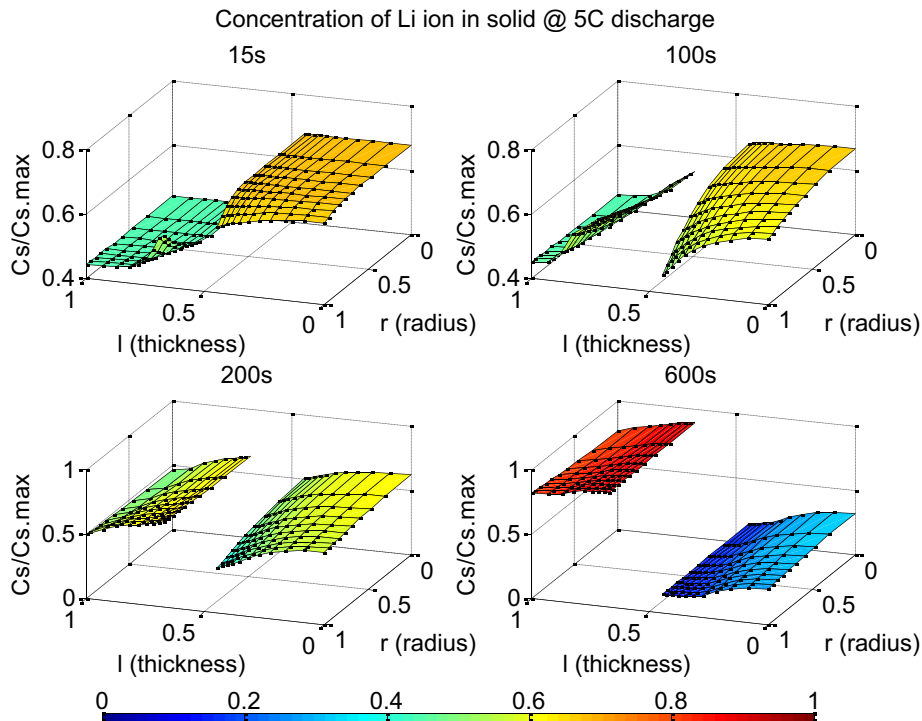 Concentration of Li ion in solid @ 5C discharge
15s
100s
Cs/Cs.max
0.8
0.6
0.4
1
0.5
0
l (thickness)
0
0.5
1
r (radius)
Cs/Cs.max
0.8
0.6
0.4
1
0.5
0
l (thickness)
0
0.5
1
r (radius)
200s
600s
Cs/Cs.max
1
0.5
0
1
0.5
0
l (thickness)
0
0.5
1
r (radius)
Cs/Cs.max
1
0.5
0
1
0.5
0
l (thickness)
0
0.5
1
r (radius)
0 0.2 0.4 0.6 0.8 1